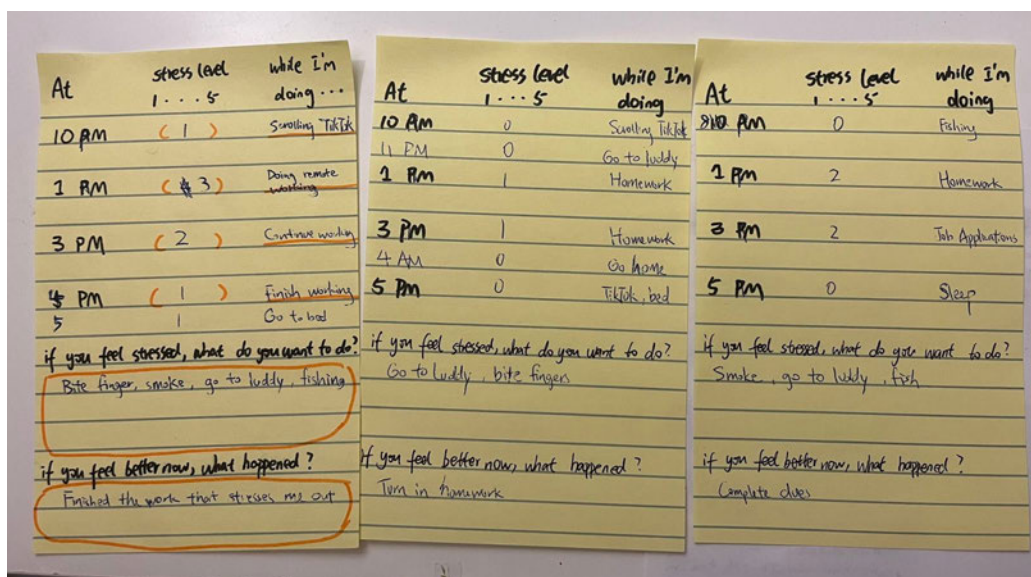 At stress level while I'm
1 . . . 5 doing ...
10 AM ( 1 ) Scrolling TikTok
1 PM ( 3 ) Doing remote
working
3 PM ( 2 ) Continue working
PM ( 1 ) Finish working
5 1 Go to bed
if you feel stressed, what do you want to do?
Bite finger, smoke, go to luddy, fishing
if you feel better now, what happened?
Finished the work that stresses me out
At stress level while I'm
1 . . . 5 doing
10 AM 0 Scrolling TikTok
11 PM 0 Go to luddy
1 PM 1 Homework
3 PM 1 Homework
4 AM 0 Go home
5 PM 0 TikTok, bed
if you feel stressed, what do you want to do?
Go to luddy, bite fingers
if you feel better now, what happened?
Turn in homework
At stress level while I'm
1 . . . 5 doing
10 PM 0 Fishing
1 PM 2 Homework
3 PM 2 Job Applications
5 PM 0 Sleep
if you feel stressed, what do you want to do?
Smoke, go to luddy, fish
if you feel better now, what happened?
Complete dues